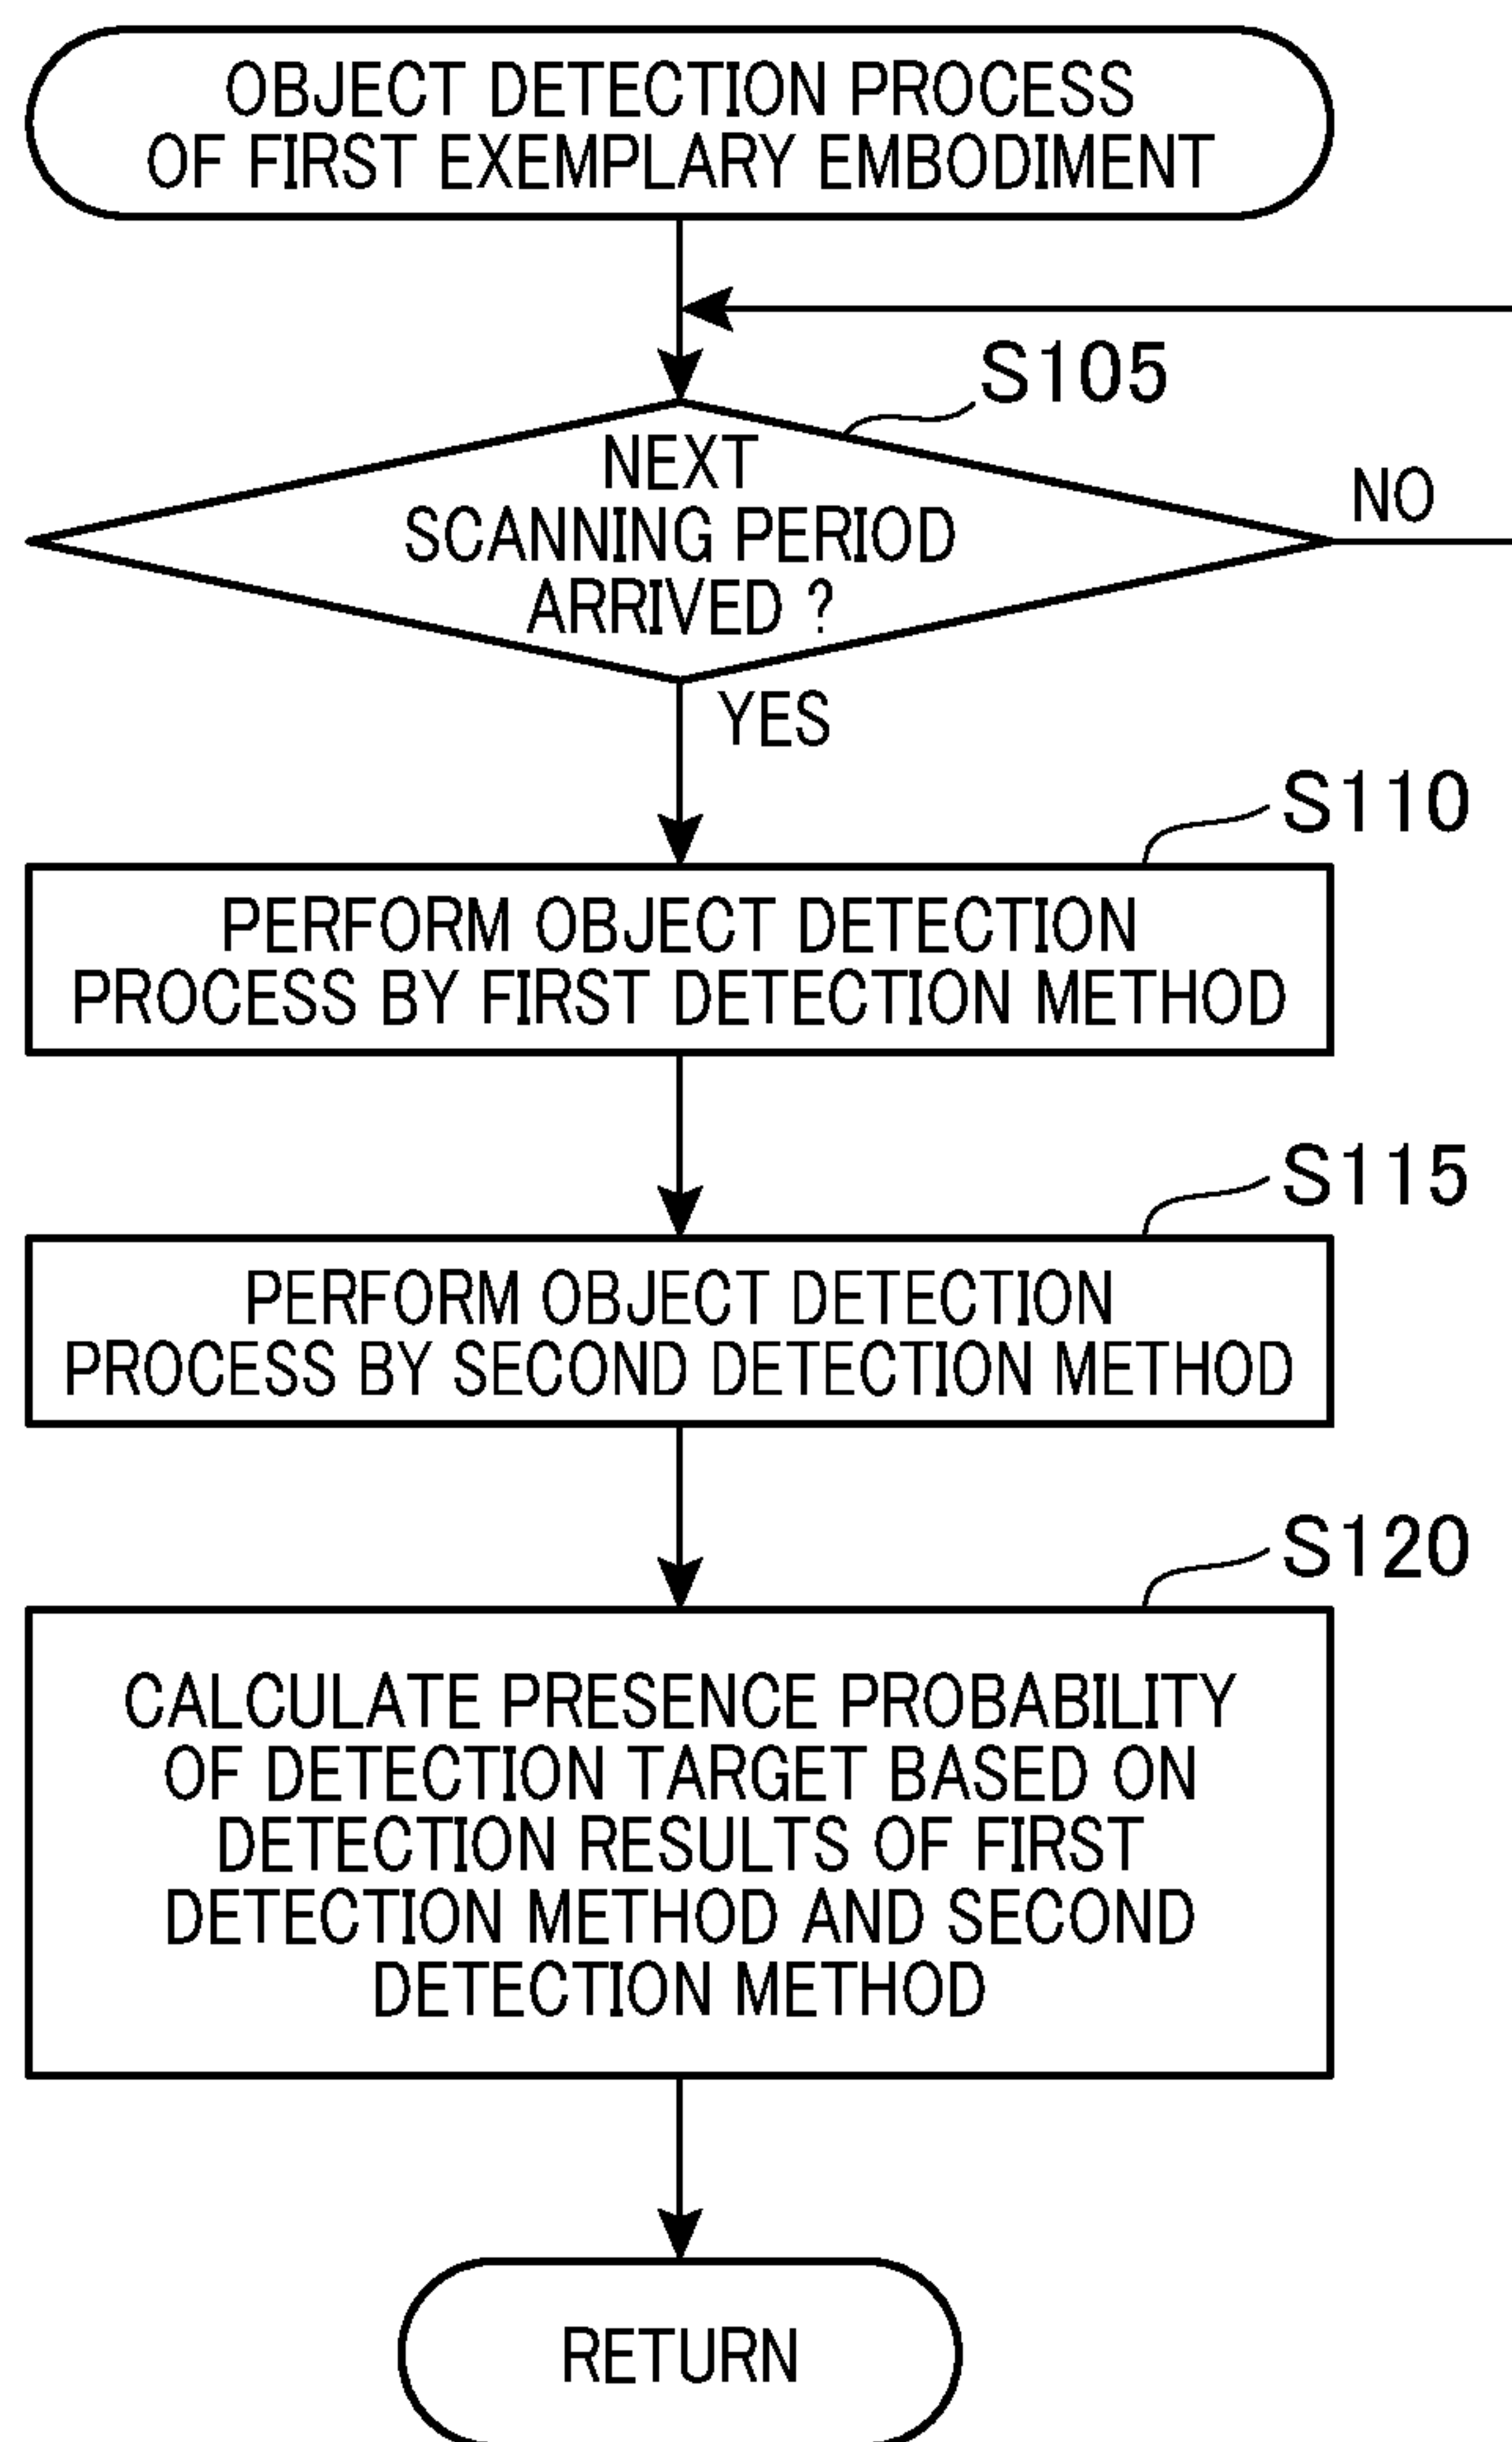 OBJECT DETECTION PROCESS
OF FIRST EXEMPLARY EMBODIMENT
S105
NEXT
SCANNING PERIOD
ARRIVED ?
NO
YES
S110
PERFORM OBJECT DETECTION
PROCESS BY FIRST DETECTION METHOD
S115
PERFORM OBJECT DETECTION
PROCESS BY SECOND DETECTION METHOD
S120
CALCULATE PRESENCE PROBABILITY
OF DETECTION TARGET BASED ON
DETECTION RESULTS OF FIRST
DETECTION METHOD AND SECOND
DETECTION METHOD
RETURN